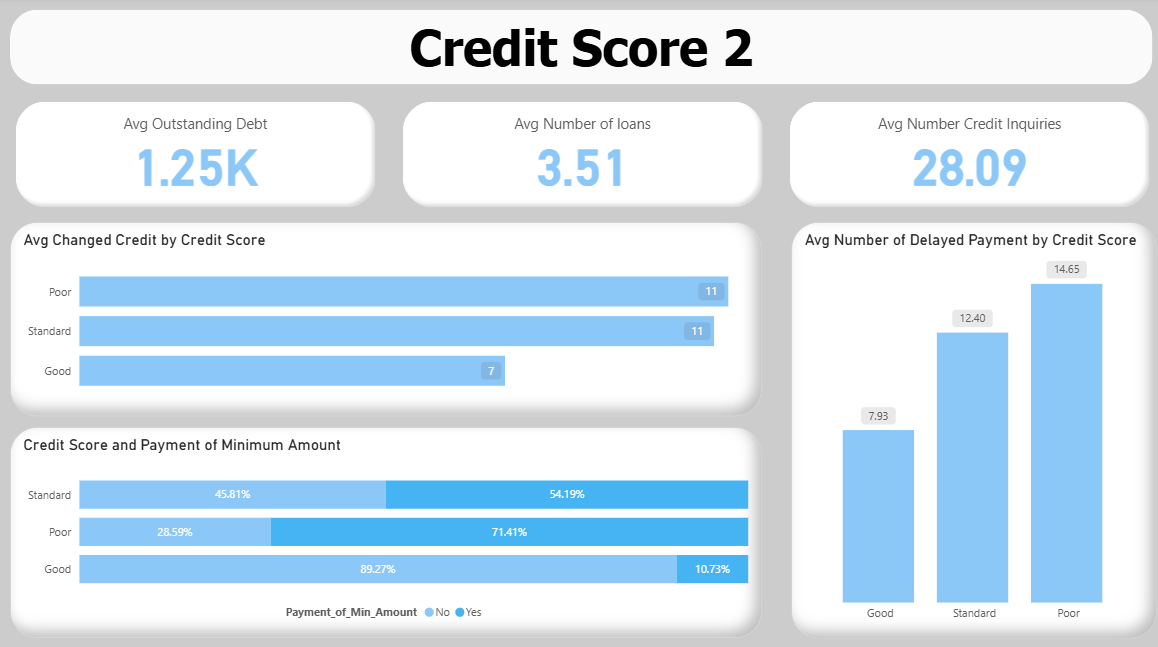 Credit Score 2
Avg Outstanding Debt
1.25K
Avg Number of loans
3.51
Avg Number Credit Inquiries
28.09
Avg Changed Credit by Credit Score
Poor 11
Standard 11
Good 7
Credit Score and Payment of Minimum Amount
Standard 45.81% 54.19%
Poor 28.59% 71.41%
Good 89.27% 10.73%
Payment_of_Min_Amount No Yes
Avg Number of Delayed Payment by Credit Score
14.65
12.40
7.93
Good Standard Poor